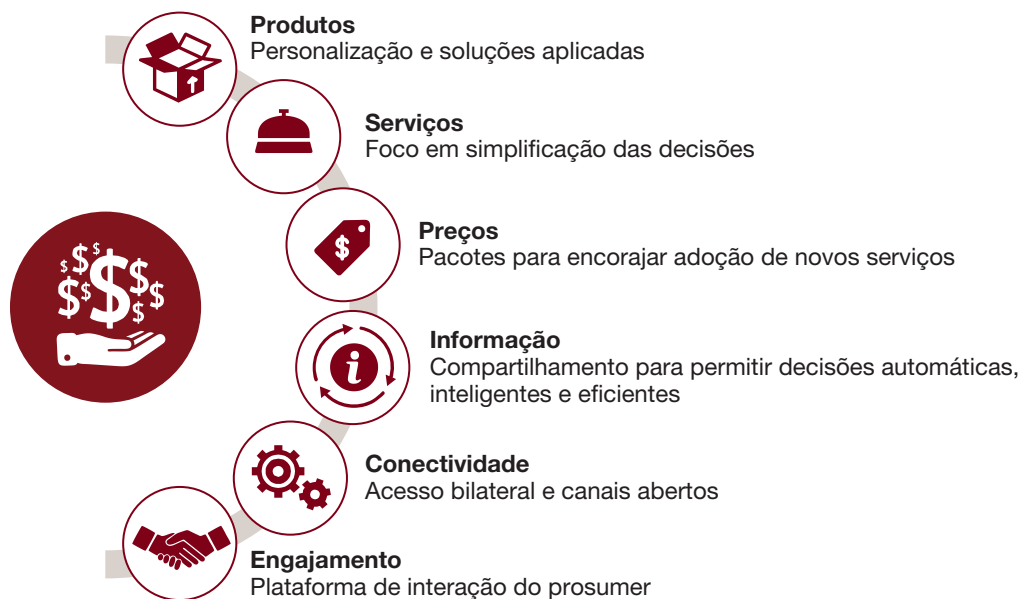 Produtos
Personalização e soluções aplicadas
Serviços
Foco em simplificação das decisões
Preços
Pacotes para encorajar adoção de novos serviços
Informação
Compartilhamento para permitir decisões automáticas,
inteligentes e eficientes
Conectividade
Acesso bilateral e canais abertos
Engajamento
Plataforma de interação do prosumer